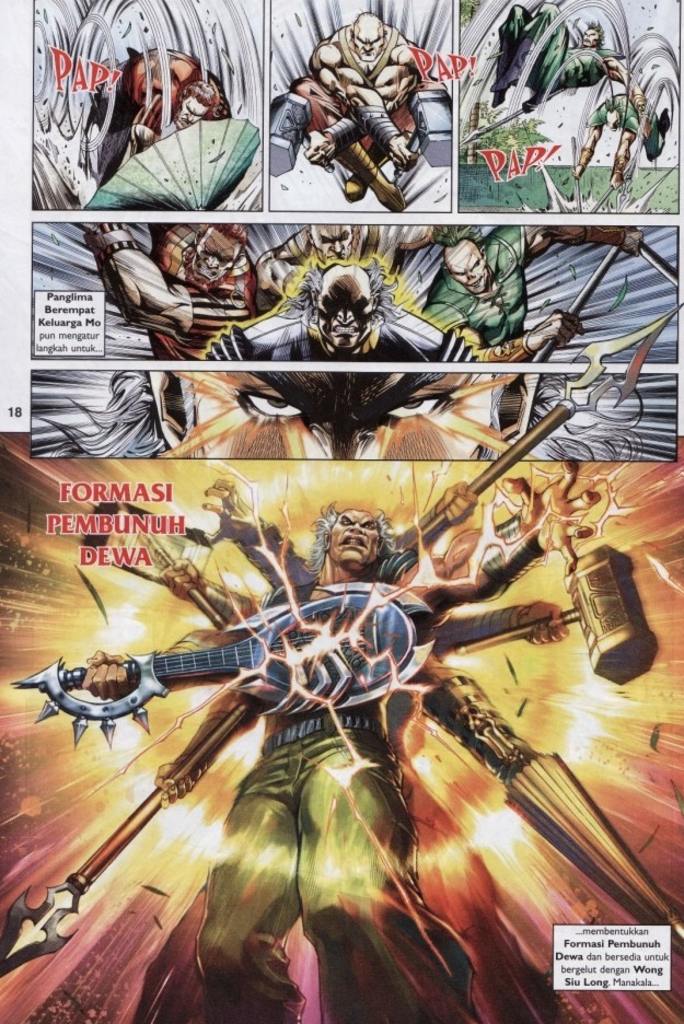 PAP!
PAP!
PAP!
Panglima
Berempat
Keluarga Mo
pun mengatur
langkah untuk...
18
FORMASI
PEMBUNUH
DEWA
...membentukkan
Formasi Pembunuh
Dewa dan bersedia untuk
bergelut dengan Wong
Siu Long. Manakala...